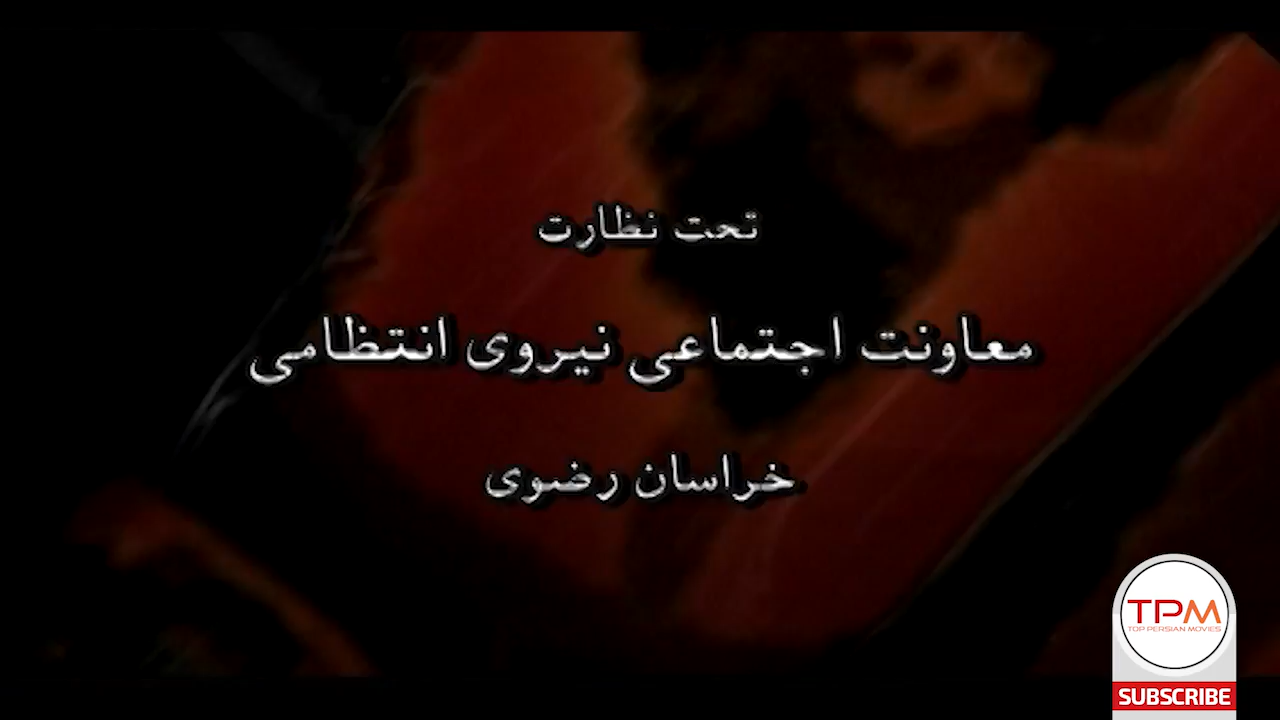 تحت نظارت
معاونت اجتماعی نیروی انتظامی
خراسان رضوی
TPM
TOP PERSIAN MOVIES
SUBSCRIBE